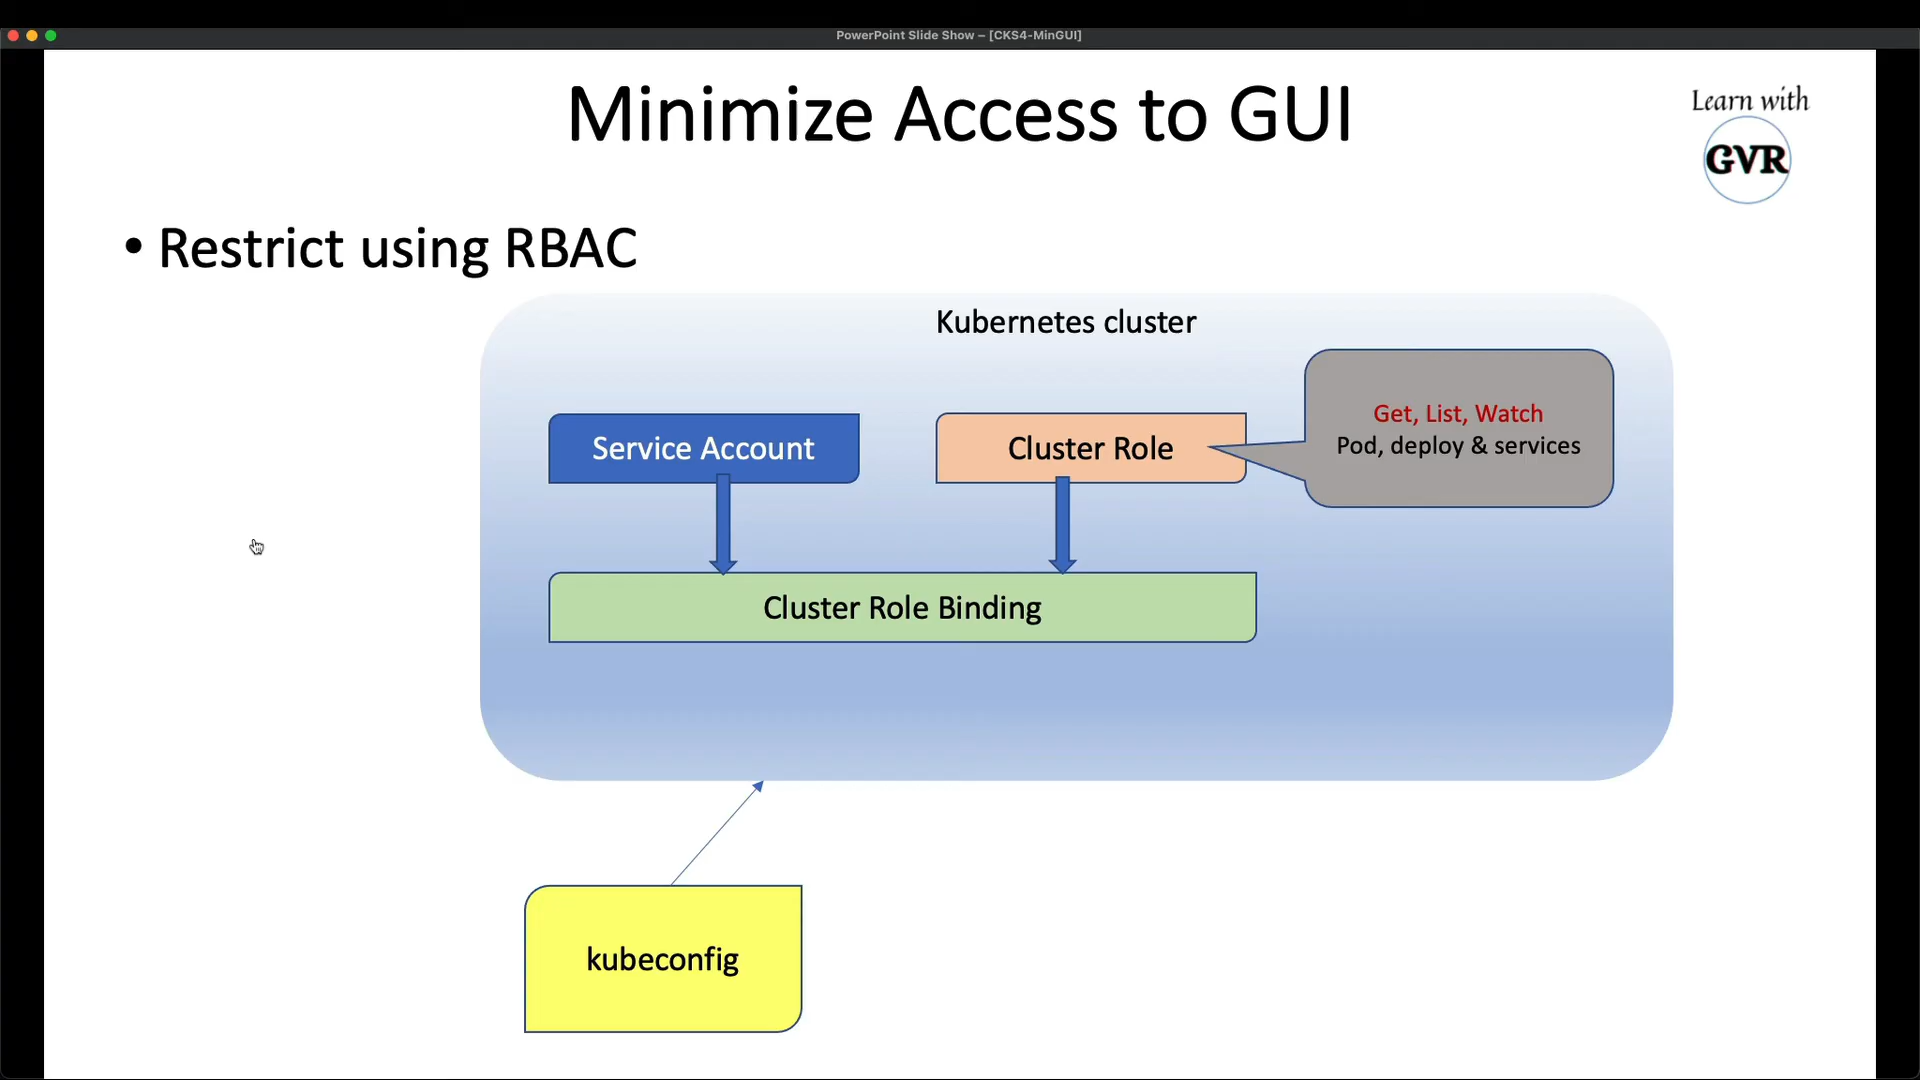 PowerPoint Slide Show – [CKS4-MinGUI]
Minimize Access to GUI
Learn with
GVR
• Restrict using RBAC
Kubernetes cluster
Get, List, Watch
Pod, deploy & services
Service Account
Cluster Role
Cluster Role Binding
kubeconfig